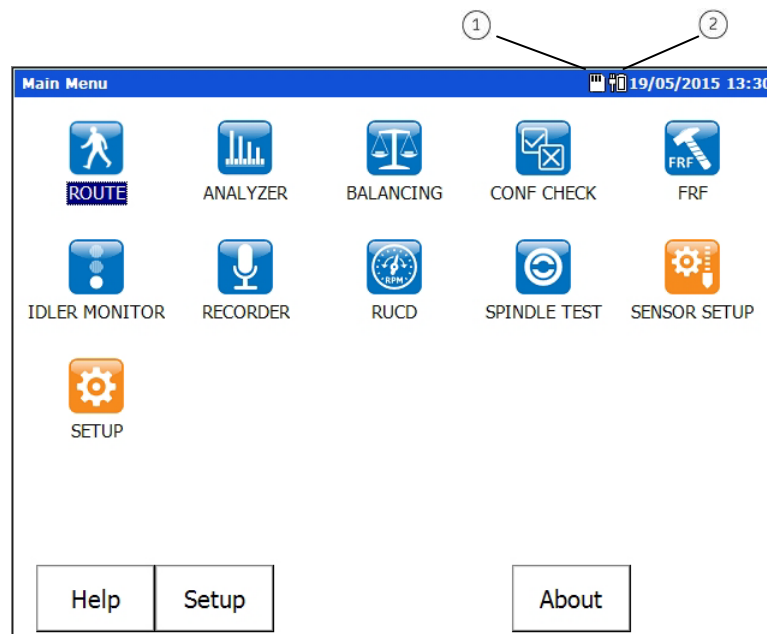 1 2
Main Menu 19/05/2015 13:30
FRF
ROUTE ANALYZER BALANCING CONF CHECK FRF
RPM
IDLER MONITOR RECORDER RUCD SPINDLE TEST SENSOR SETUP
SETUP
Help Setup About